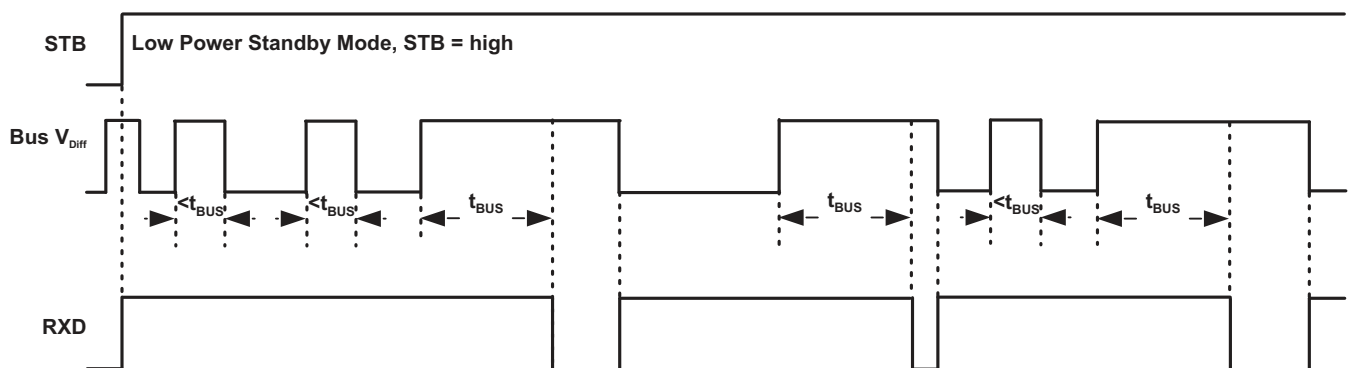 STB
Low Power Standby Mode, STB = high
Bus VDiff
<tBUS
<tBUS
tBUS
tBUS
<tBUS
tBUS
RXD